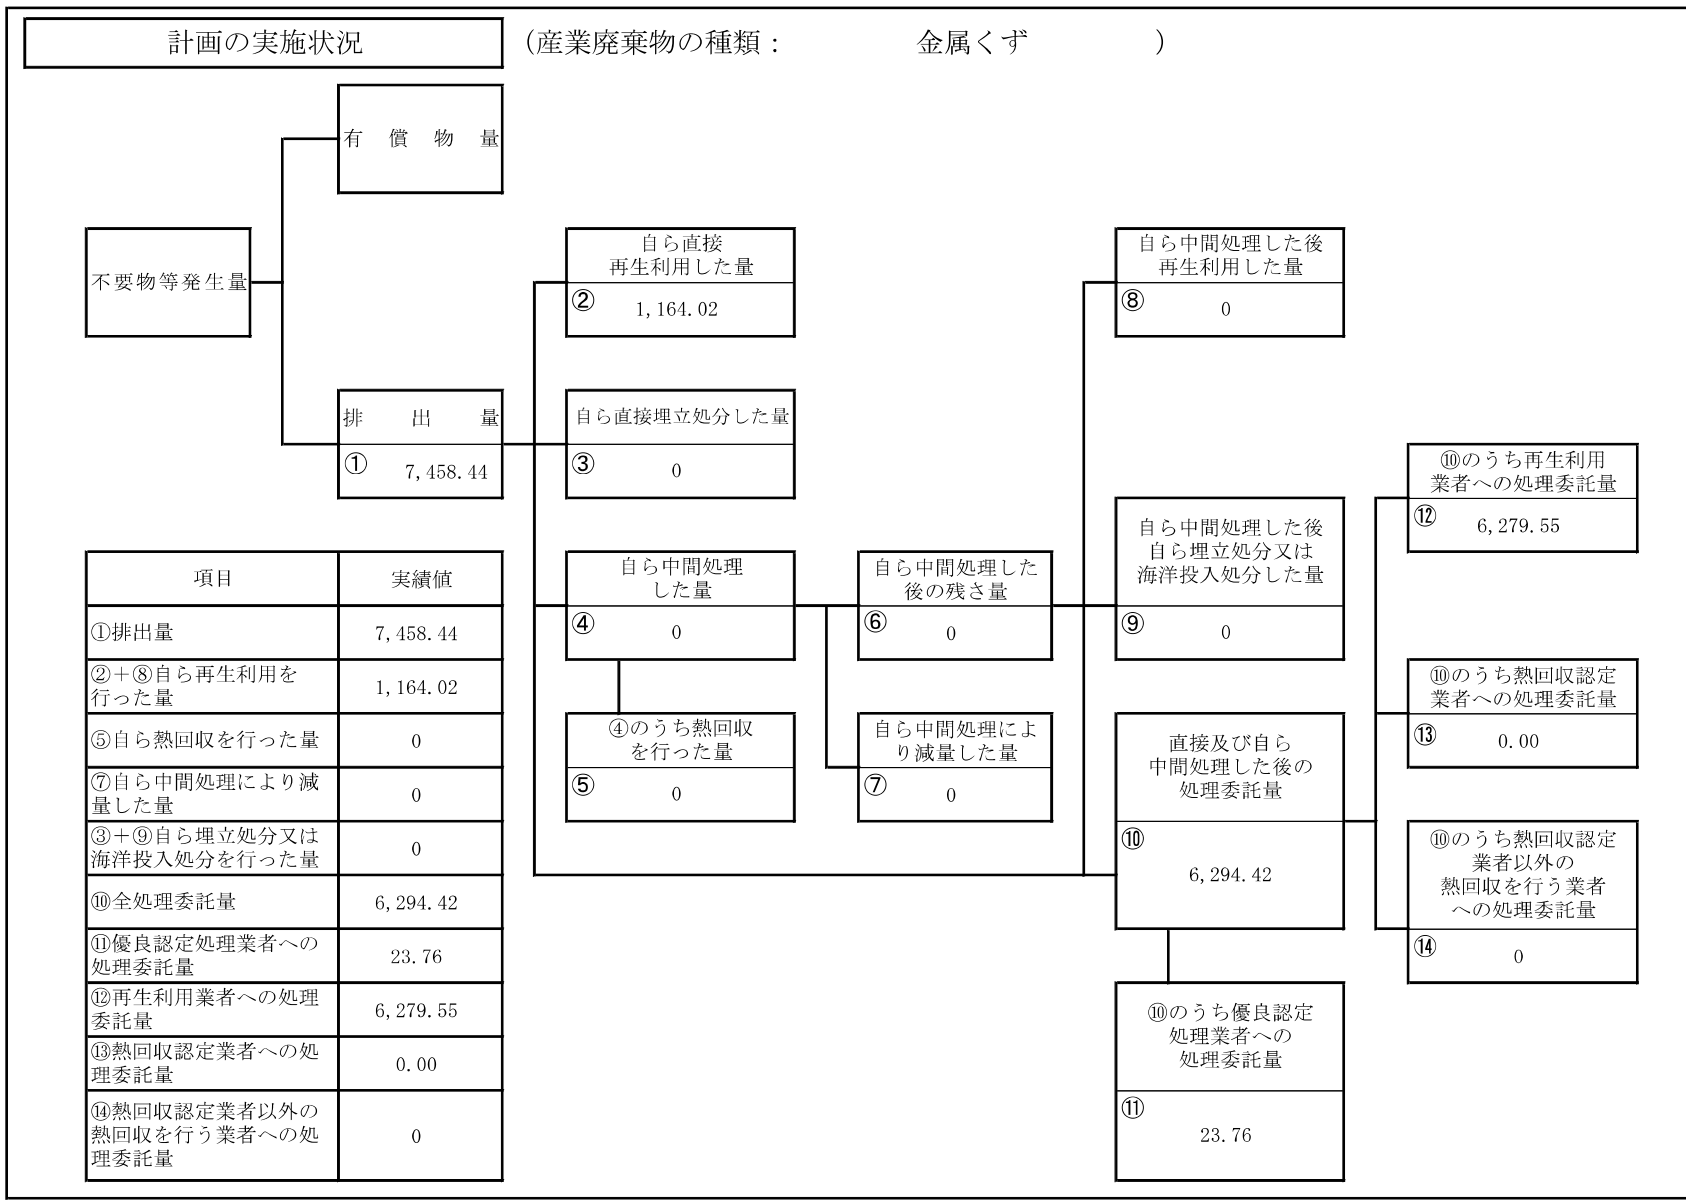 計画の実施状況 (産業廃棄物の種類： 金属くず )
有償物量
不要物等発生量
排出量
① 7,458.44
自ら直接
再生利用した量
② 1,164.02
自ら直接埋立処分した量
③ 0
自ら中間処理
した量
④ 0
④のうち熱回収
を行った量
⑤ 0
自ら中間処理した
後の残さ量
⑥ 0
自ら中間処理によ
り減量した量
⑦ 0
自ら中間処理した後
再生利用した量
⑧ 0
自ら中間処理した後
自ら埋立処分又は
海洋投入処分した量
⑨ 0
直接及び自ら
中間処理した後の
処理委託量
⑩
6,294.42
⑩のうち優良認定
処理業者への
処理委託量
⑪
23.76
⑩のうち再生利用
業者への処理委託量
⑫ 6,279.55
⑩のうち熱回収認定
業者への処理委託量
⑬ 0.00
⑩のうち熱回収認定
業者以外の
熱回収を行う業者
への処理委託量
⑭ 0
項目 実績値
①排出量 7,458.44
②＋⑧自ら再生利用を
行った量 1,164.02
⑤自ら熱回収を行った量 0
⑦自ら中間処理により減
量した量 0
③＋⑨自ら埋立処分又は
海洋投入処分を行った量 0
⑩全処理委託量 6,294.42
⑪優良認定処理業者への
処理委託量 23.76
⑫再生利用業者への処理
委託量 6,279.55
⑬熱回収認定業者への処
理委託量 0.00
⑭熱回収認定業者以外の
熱回収を行う業者への処
理委託量 0